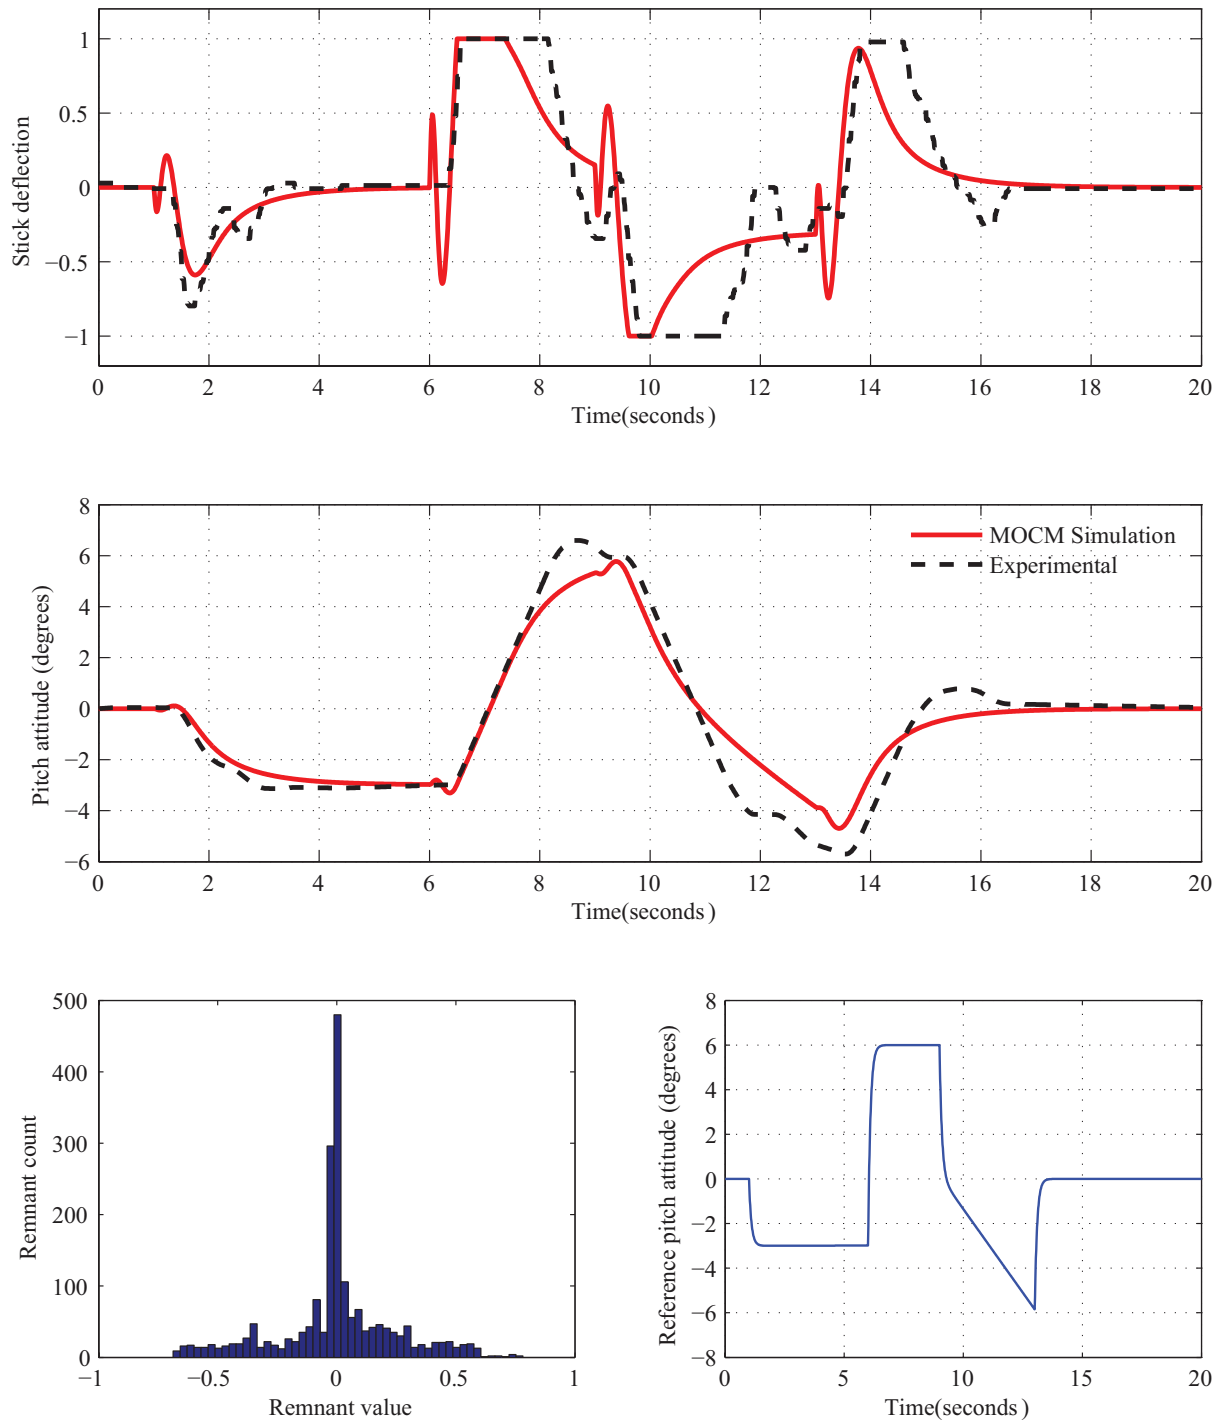 1
0.5
0
−0.5
−1
Stick deflection
0 2 4 6 8 10 12 14 16 18 20
Time(seconds)
8
6
4
2
0
−2
−4
−6
Pitch attitude (degrees)
MOCM Simulation
Experimental
0 2 4 6 8 10 12 14 16 18 20
Time(seconds)
500
400
300
200
100
0
Remnant count
−1 −0.5 0 0.5 1
Remnant value
8
6
4
2
0
−2
−4
−6
−8
Reference pitch attitude (degrees)
0 5 10 15 20
Time(seconds)